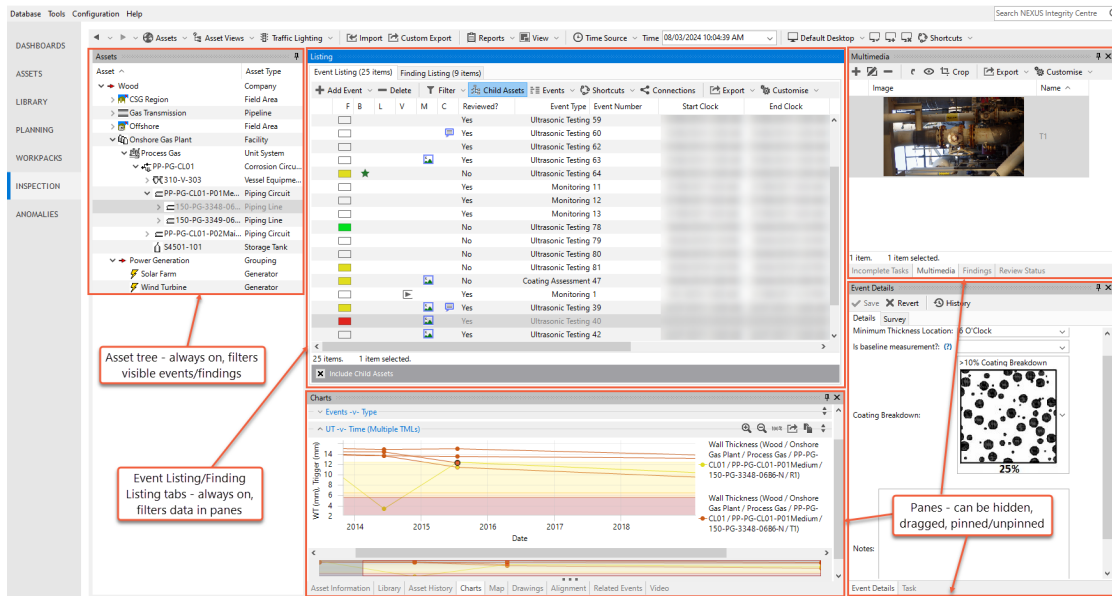 Database Tools Configuration Help
Search NEXUS Integrity Centre
Assets Asset Views Traffic Lighting Import Custom Export Reports View Time Source Time 08/03/2024 10:04:39 AM Default Desktop Shortcuts
DASHBOARDS
ASSETS
LIBRARY
PLANNING
WORKPACKS
INSPECTION
ANOMALIES
Assets
Asset Asset Type
Wood Company
CSG Region Field Area
Gas Transmission Pipeline
Offshore Field Area
Onshore Gas Plant Facility
Process Gas Unit System
PP-PG-CL01 Corrosion Circu...
310-V-303 Vessel Equipme...
PP-PG-CL01-P01Me... Piping Circuit
150-PG-3348-06... Piping Line
150-PG-3349-06... Piping Line
PP-PG-CL01-P02Mai... Piping Circuit
S4501-101 Storage Tank
Power Generation Grouping
Solar Farm Generator
Wind Turbine Generator
Asset tree - always on, filters
visible events/findings
Event Listing/Finding
Listing tabs - always on,
filters data in panes
Listing
Event Listing (25 items) Finding Listing (9 items)
Add Event Delete Filter Child Assets Events Shortcuts Connections Export Customise
F B L V M C Reviewed? Event Type Event Number Start Clock End Clock
Yes Ultrasonic Testing 59
Yes Ultrasonic Testing 60
Yes Ultrasonic Testing 62
Yes Ultrasonic Testing 63
No Ultrasonic Testing 64
Yes Monitoring 11
Yes Monitoring 12
Yes Monitoring 13
No Ultrasonic Testing 78
No Ultrasonic Testing 79
No Ultrasonic Testing 80
No Ultrasonic Testing 81
No Coating Assessment 47
Yes Monitoring 1
Yes Ultrasonic Testing 39
Yes Ultrasonic Testing 40
Yes Ultrasonic Testing 42
25 items. 1 item selected.
Include Child Assets
Charts
Events -v- Type
UT -v- Time (Multiple TMLs)
WT (mm), Trigger (mm)
14
12
10
8
6
4
2
2014 2015 2016 2017 2018
Date
Wall Thickness (Wood / Onshore
Gas Plant / Process Gas / PP-PG-
CL01 / PP-PG-CL01-P01Medium /
150-PG-3348-06B6-N / R1)
Wall Thickness (Wood / Onshore
Gas Plant / Process Gas / PP-PG-
CL01 / PP-PG-CL01-P01Medium /
150-PG-3348-06B6-N / T1)
Asset Information Library Asset History Charts Map Drawings Alignment Related Events Video
Multimedia
Crop Export Customise
Image Name
T1
1 item. 1 item selected.
Incomplete Tasks Multimedia Findings Review Status
Event Details
Save Revert History
Details Survey
Minimum Thickness Location: 6 O'Clock
Is baseline measurement?: (?)
>10% Coating Breakdown
Coating Breakdown:
25%
Panes - can be hidden,
dragged, pinned/unpinned
Notes:
Event Details Task